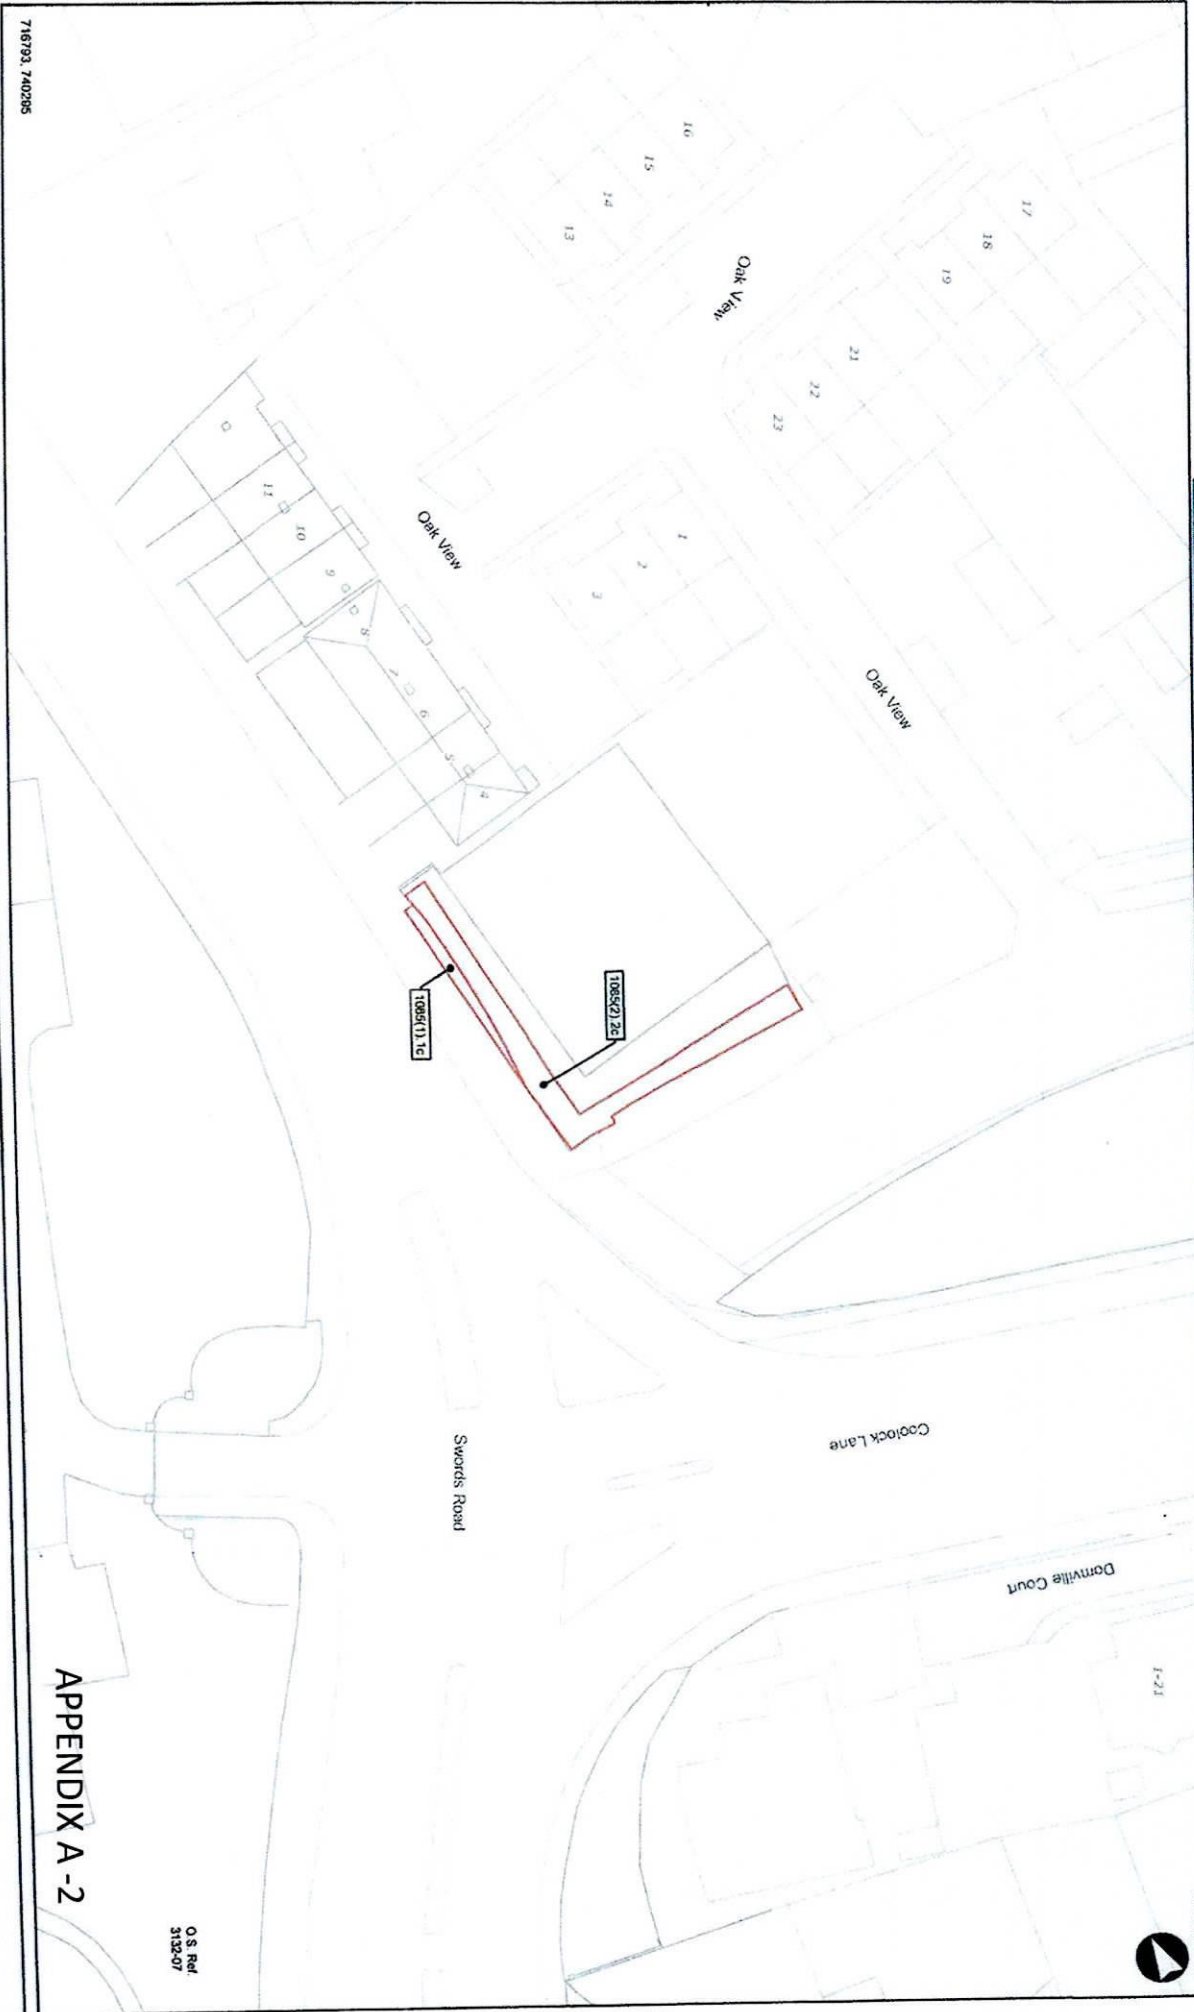 716793, 740295
16
15
14
13
17
18
19
21
22
23
Oak View
Oak View
Oak View
1
2
3
11
10
9
8
7
6
5
4
1085(1).1c
1085(2).2c
Swords Road
Coolock Lane
Domville Court
1-21
APPENDIX A -2
O.S. Ref.
3132-07